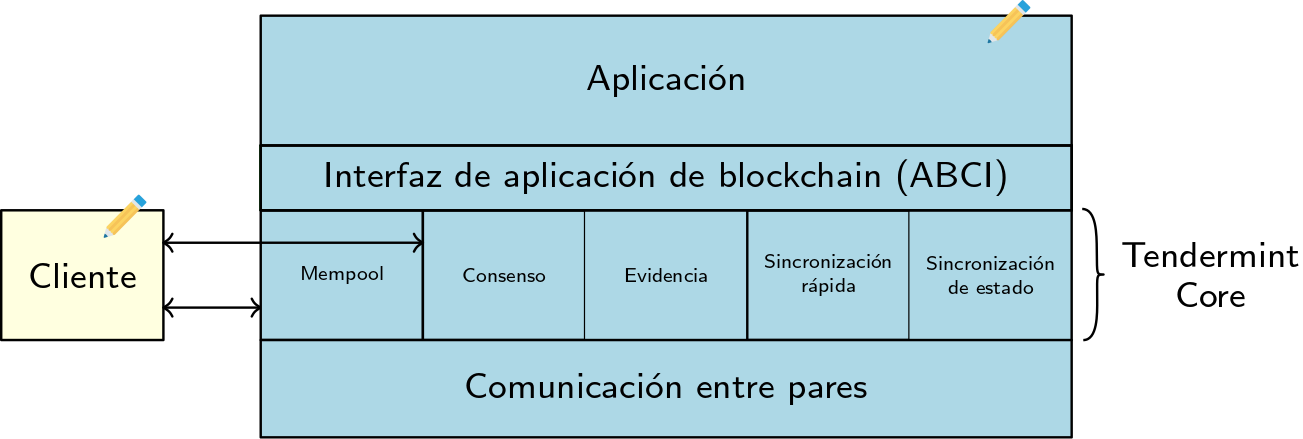 Aplicación
Interfaz de aplicación de blockchain (ABCI)
Cliente
Mempool
Consenso
Evidencia
Sincronización
rápida
Sincronización
de estado
Tendermint
Core
Comunicación entre pares